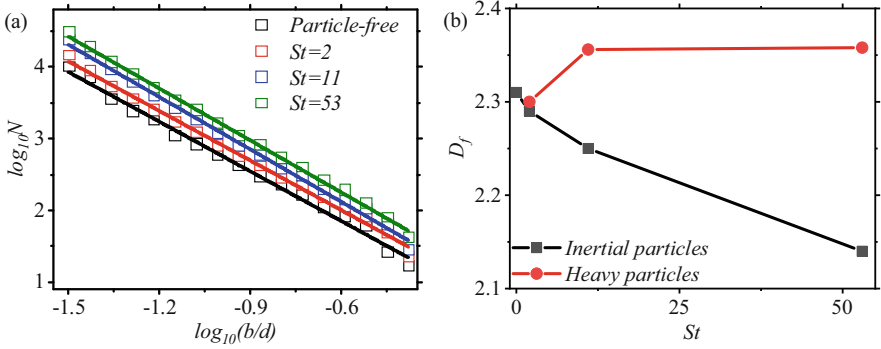 (a)
Particle-free
St=2
St=11
St=53
4
3
2
1
log10N
-1.5
-1.2
-0.9
-0.6
log10(b/d)
(b)
2.4
2.3
2.2
2.1
Df
Inertial particles
Heavy particles
0
25
50
St